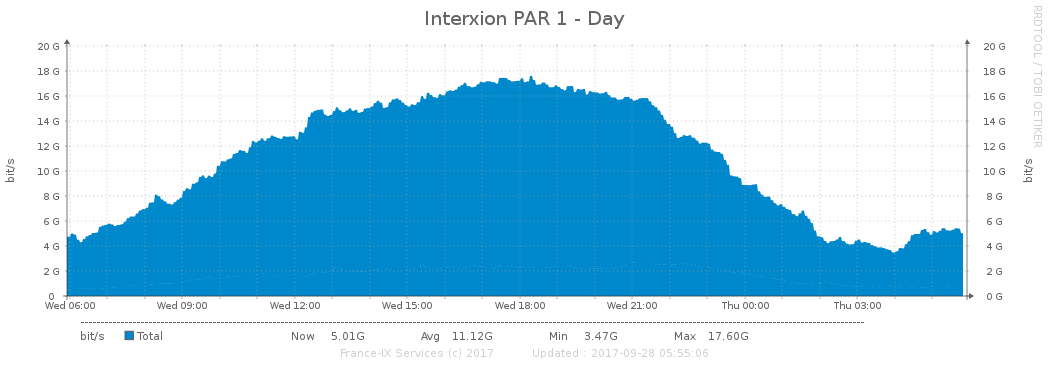 Interxion PAR 1 - Day
RRDTOOL / TOBI OETIKER
20 G 20 G
18 G 18 G
16 G 16 G
14 G 14 G
12 G 12 G
10 G 10 G
8 G 8 G
6 G 6 G
4 G 4 G
2 G 2 G
0 0 G
bit/s bit/s
Wed 06:00 Wed 09:00 Wed 12:00 Wed 15:00 Wed 18:00 Wed 21:00 Thu 00:00 Thu 03:00
bit/s Total Now 5.01G Avg 11.12G Min 3.47G Max 17.60G
France-IX Services (c) 2017 Updated : 2017-09-28 05:55:06